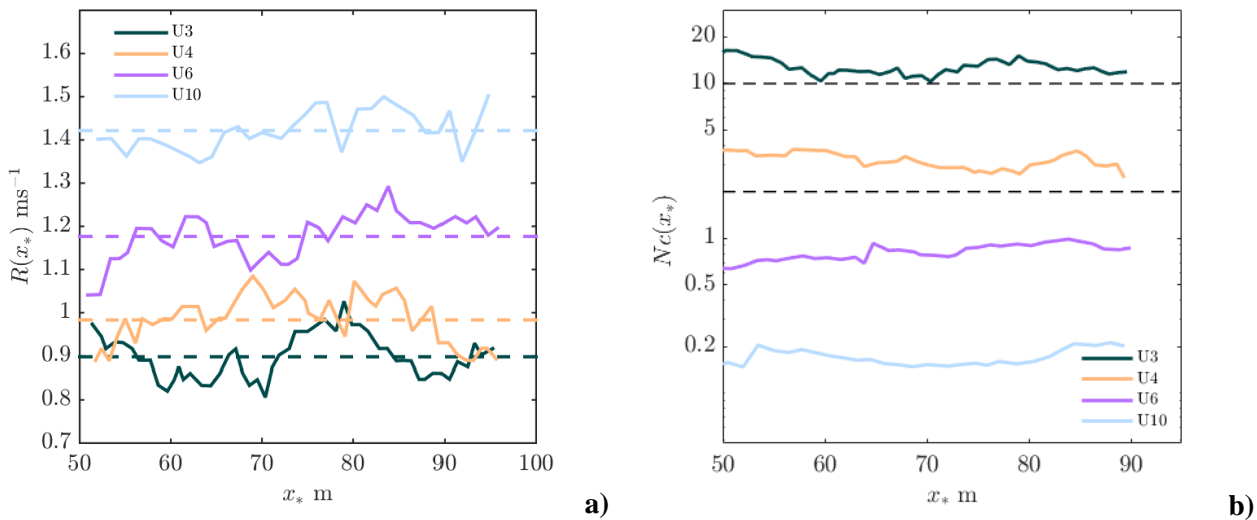 U3
U4
U6
U10
1.6
1.5
1.4
1.3
1.2
1.1
1
0.9
0.8
0.7
R(x*) ms−1
50 60 70 80 90 100
x* m
a)
20
10
5
1
0.5
0.2
Nc(x*)
U3
U4
U6
U10
50 60 70 80 90
x* m
b)